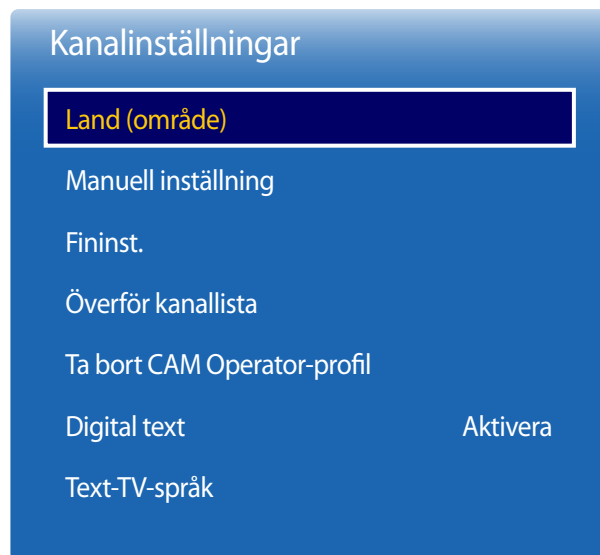 Kanalinställningar
Land (område)
Manuell inställning
Fininst.
Överför kanallista
Ta bort CAM Operator-profil
Digital text Aktivera
Text-TV-språk